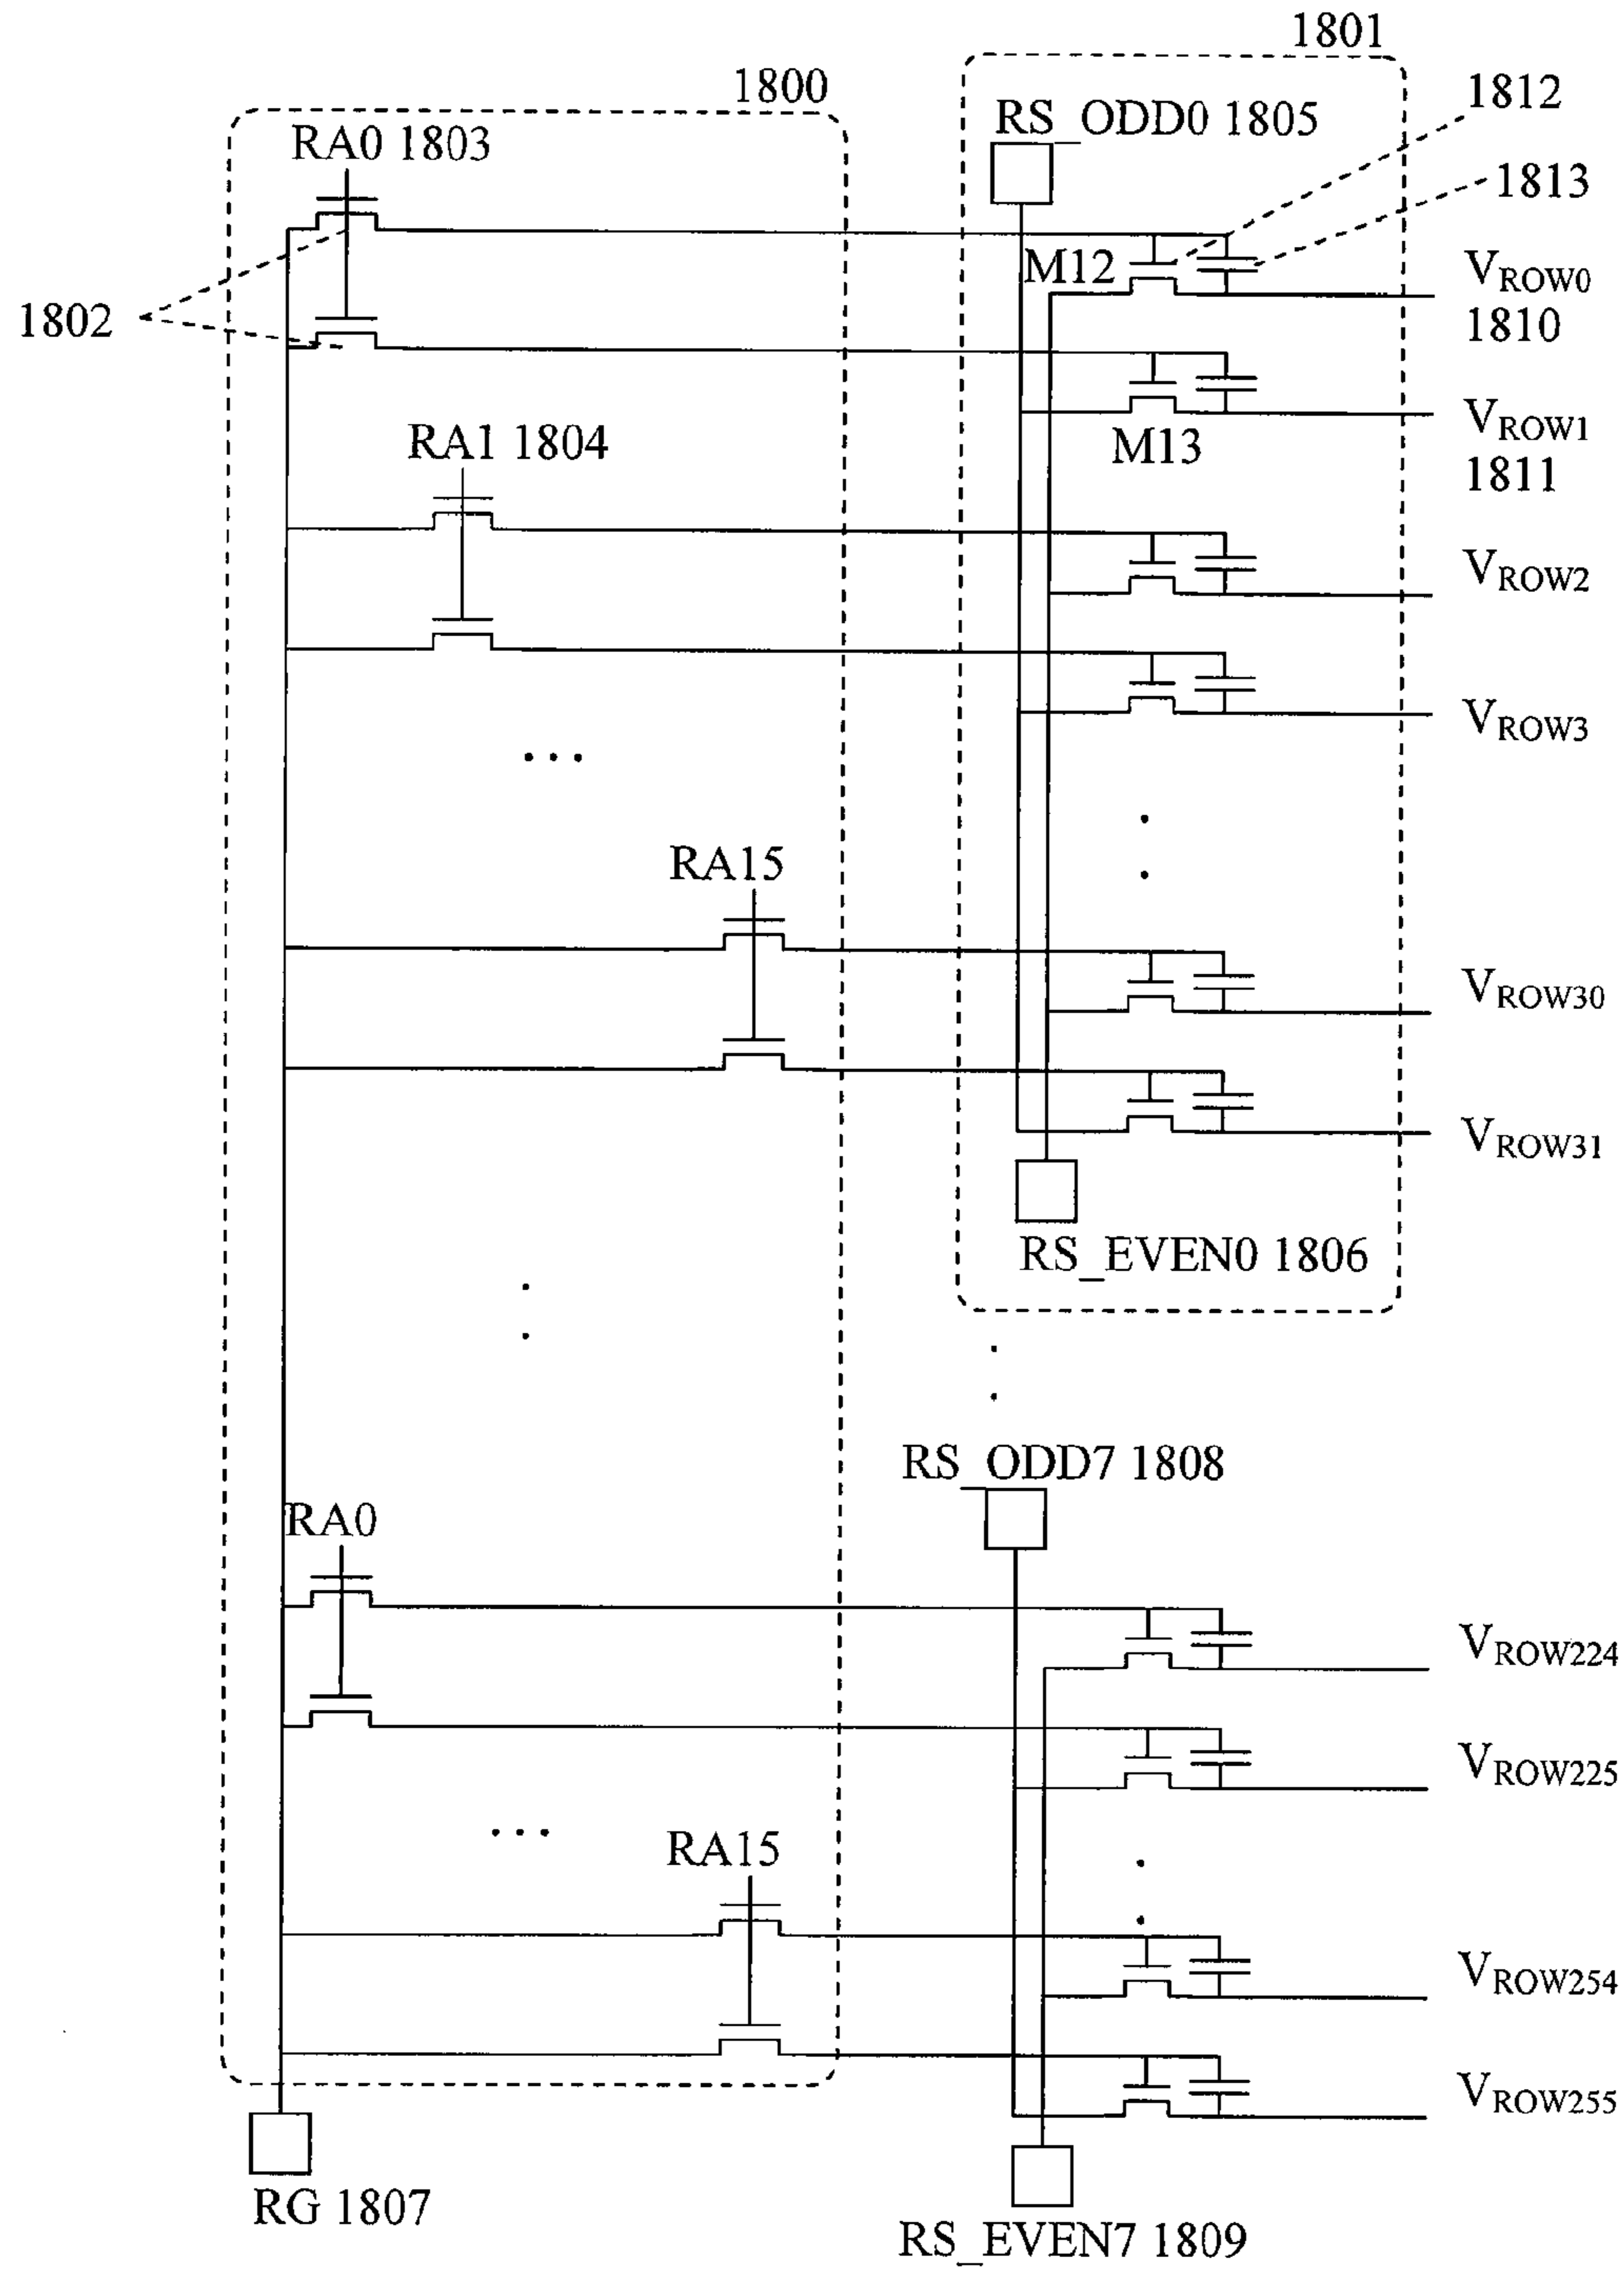 1801
1800
1812
RS_ODD0 1805
RA0 1803
1813
M12
VROW0
1802
1810
VROW1
RA1 1804
M13
1811
VROW2
VROW3
...
RA15
VROW30
VROW31
RS_EVEN0 1806
RS_ODD7 1808
RA0
VROW224
VROW225
...
RA15
VROW254
VROW255
RG 1807
RS_EVEN7 1809